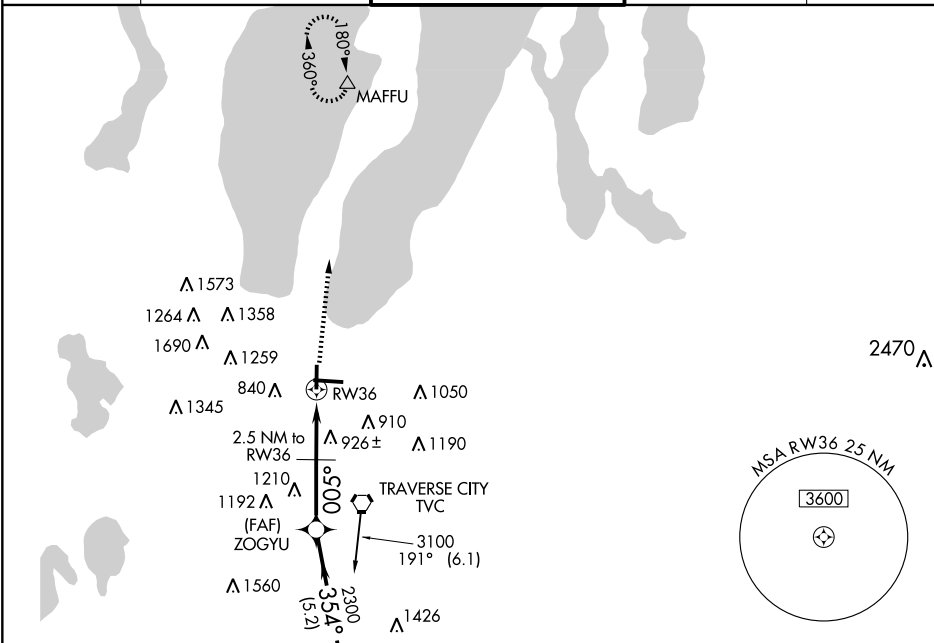 180°
360°
MAFFU
1573
1264
1358
1690
1259
2470
840
RW36
1050
1345
910
2.5 NM to
RW36
926±
1190
MSA RW36 25 NM
1210
005°
TRAVERSE CITY
TVC
3600
1192
(FAF)
ZOGYU
3100
191° (6.1)
1560
2300
354°
(5.2)
1426